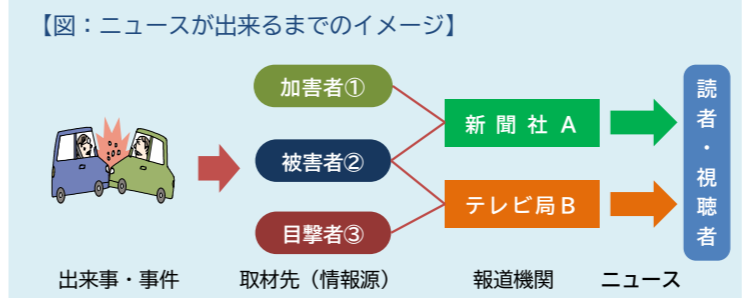 【図：ニュースが出来るまでのイメージ】
加害者①
被害者②
目撃者③
新聞社 A
テレビ局B
読者・視聴者
出来事・事件
取材先（情報源）
報道機関
ニュース